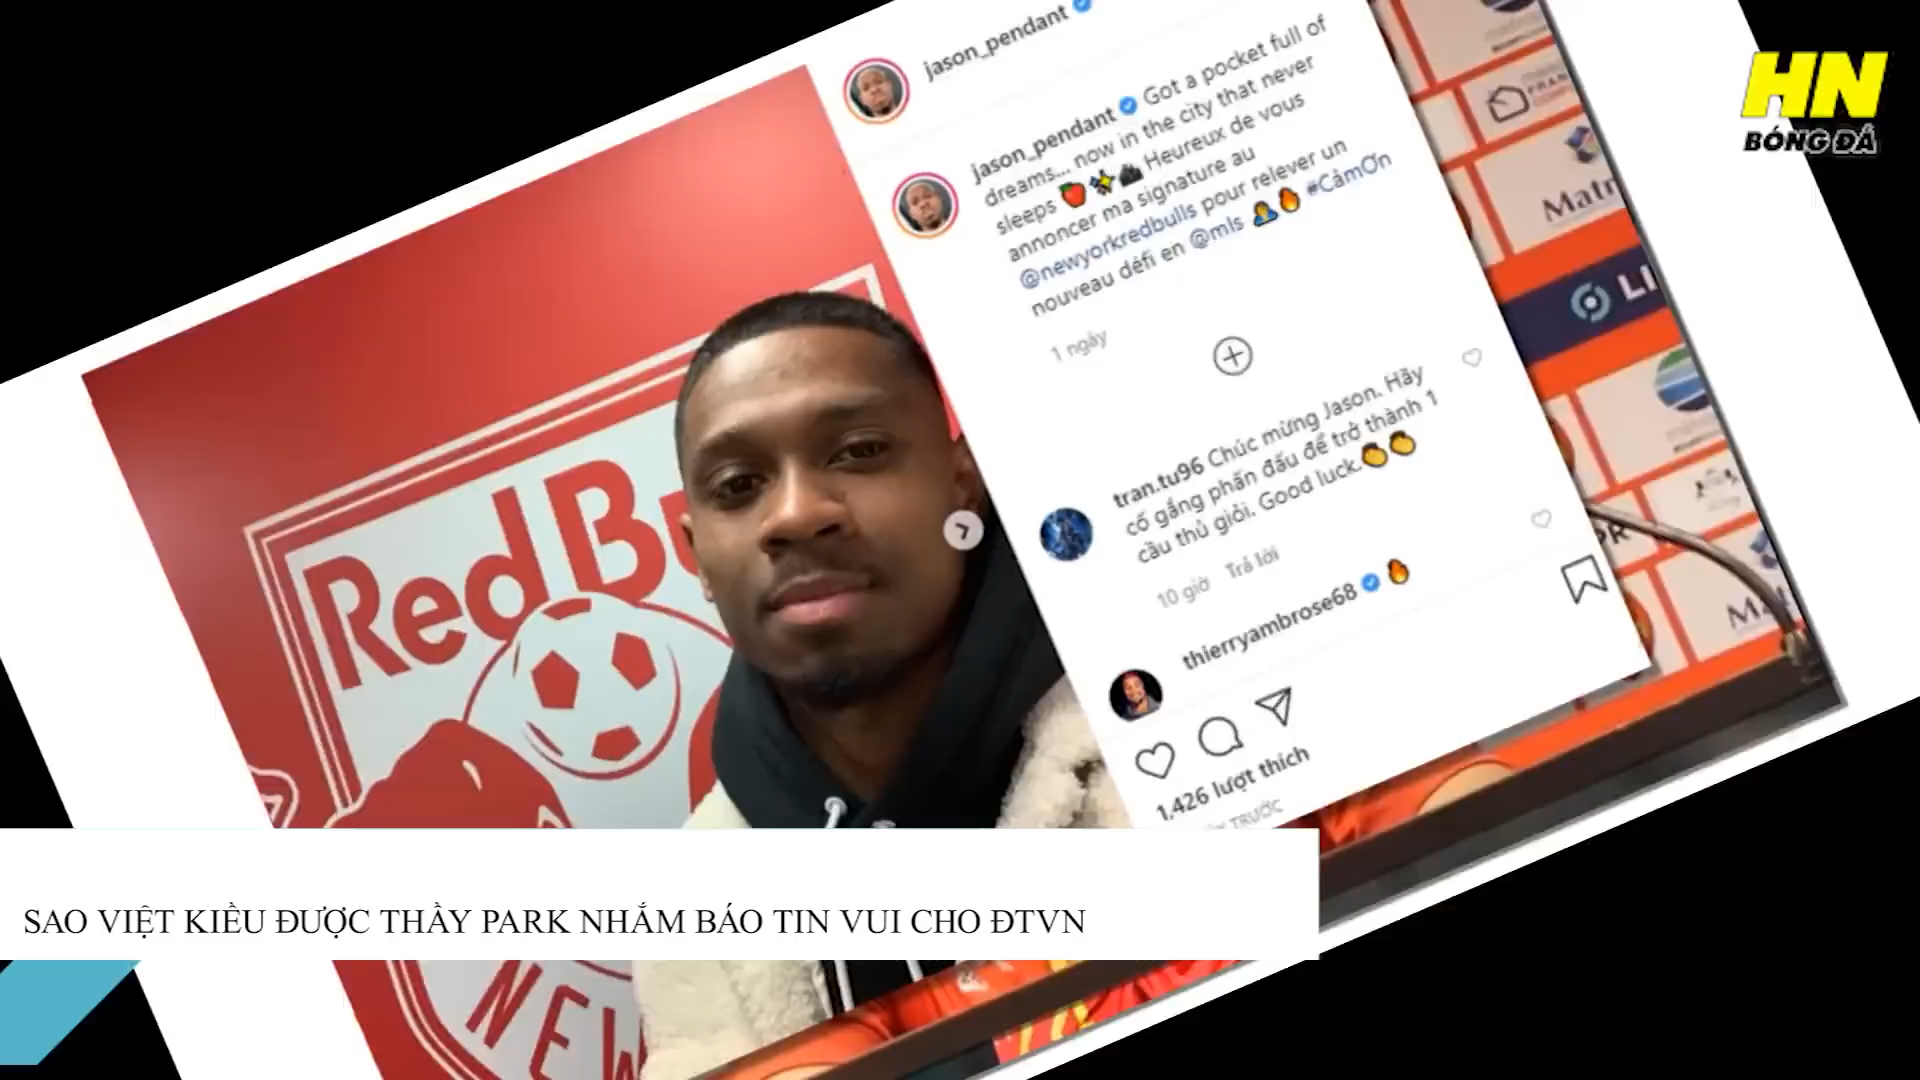 jason_pendant
jason_pendant Got a pocket full of
dreams... now in the city that never
sleeps 🍎✨🌃 Heureux de vous
annoncer ma signature au
@newyorkredbulls pour relever un
nouveau défi en @mls 🤦‍♂️🔥 #CảmƠn
1 ngày
tran.tu96 Chúc mừng Jason. Hãy
cố gắng phấn đấu để trở thành 1
cầu thủ giỏi. Good luck.👏👏
10 giờ Trả lời
thierryambrose68 🔥
1,426 lượt thích
TRƯỚC
HN
BÓNG ĐÁ
Red Bu
NEW
LI
SAO VIỆT KIỀU ĐƯỢC THẦY PARK NHẮM BÁO TIN VUI CHO ĐTVN